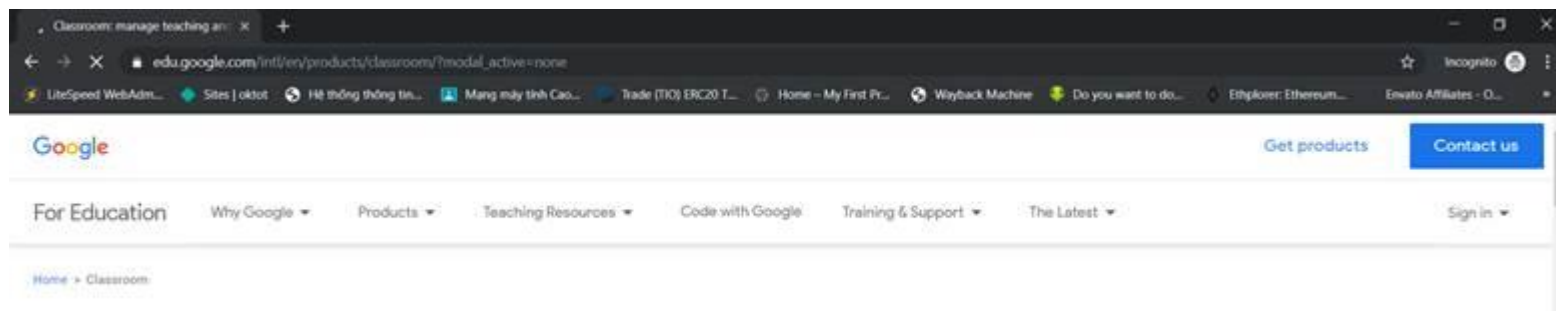 Classroom: manage teaching an
edu.google.com/intl/en/products/classroom/?modal_active=none
Incognito
LiteSpeed WebAdm... Sites | oktot Hệ thống thông tin... Mạng máy tính Cao... Trade (TIO) ERC20 T... Home – My First Pr... Wayback Machine Do you want to do... Ethplorer: Ethereum... Envato Affiliates - O...
Google
Get products
Contact us
For Education
Why Google
Products
Teaching Resources
Code with Google
Training & Support
The Latest
Sign in
Home > Classroom